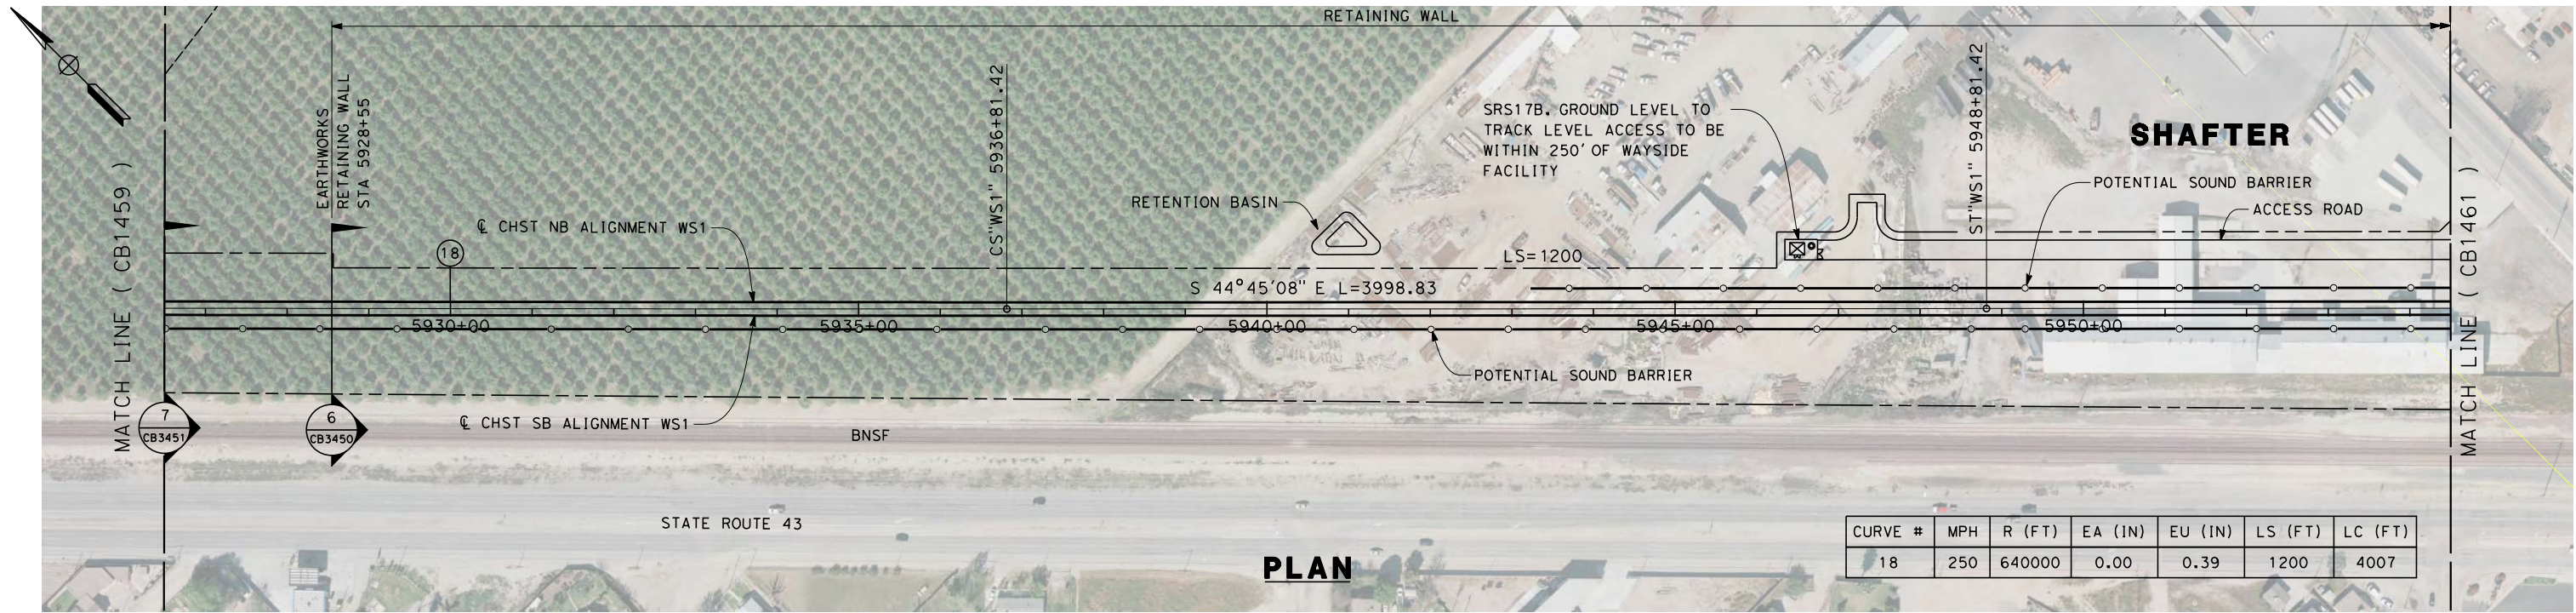 RETAINING WALL
MATCH LINE ( CB1459 )
EARTHWORKS
RETAINING WALL
STA 5928+55
CS"WS1" 5936+81.42
SRS17B. GROUND LEVEL TO
TRACK LEVEL ACCESS TO BE
WITHIN 250' OF WAYSIDE
FACILITY
ST"WS1" 5948+81.42
SHAFTER
POTENTIAL SOUND BARRIER
ACCESS ROAD
MATCH LINE ( CB1461 )
RETENTION BASIN
℄ CHST NB ALIGNMENT WS1
18
LS=1200
S 44°45'08" E L=3998.83
5930+00
5935+00
5940+00
5945+00
5950+00
POTENTIAL SOUND BARRIER
7
CB3451
6
CB3450
℄ CHST SB ALIGNMENT WS1
BNSF
STATE ROUTE 43
PLAN
CURVE # MPH R (FT) EA (IN) EU (IN) LS (FT) LC (FT)
18 250 640000 0.00 0.39 1200 4007